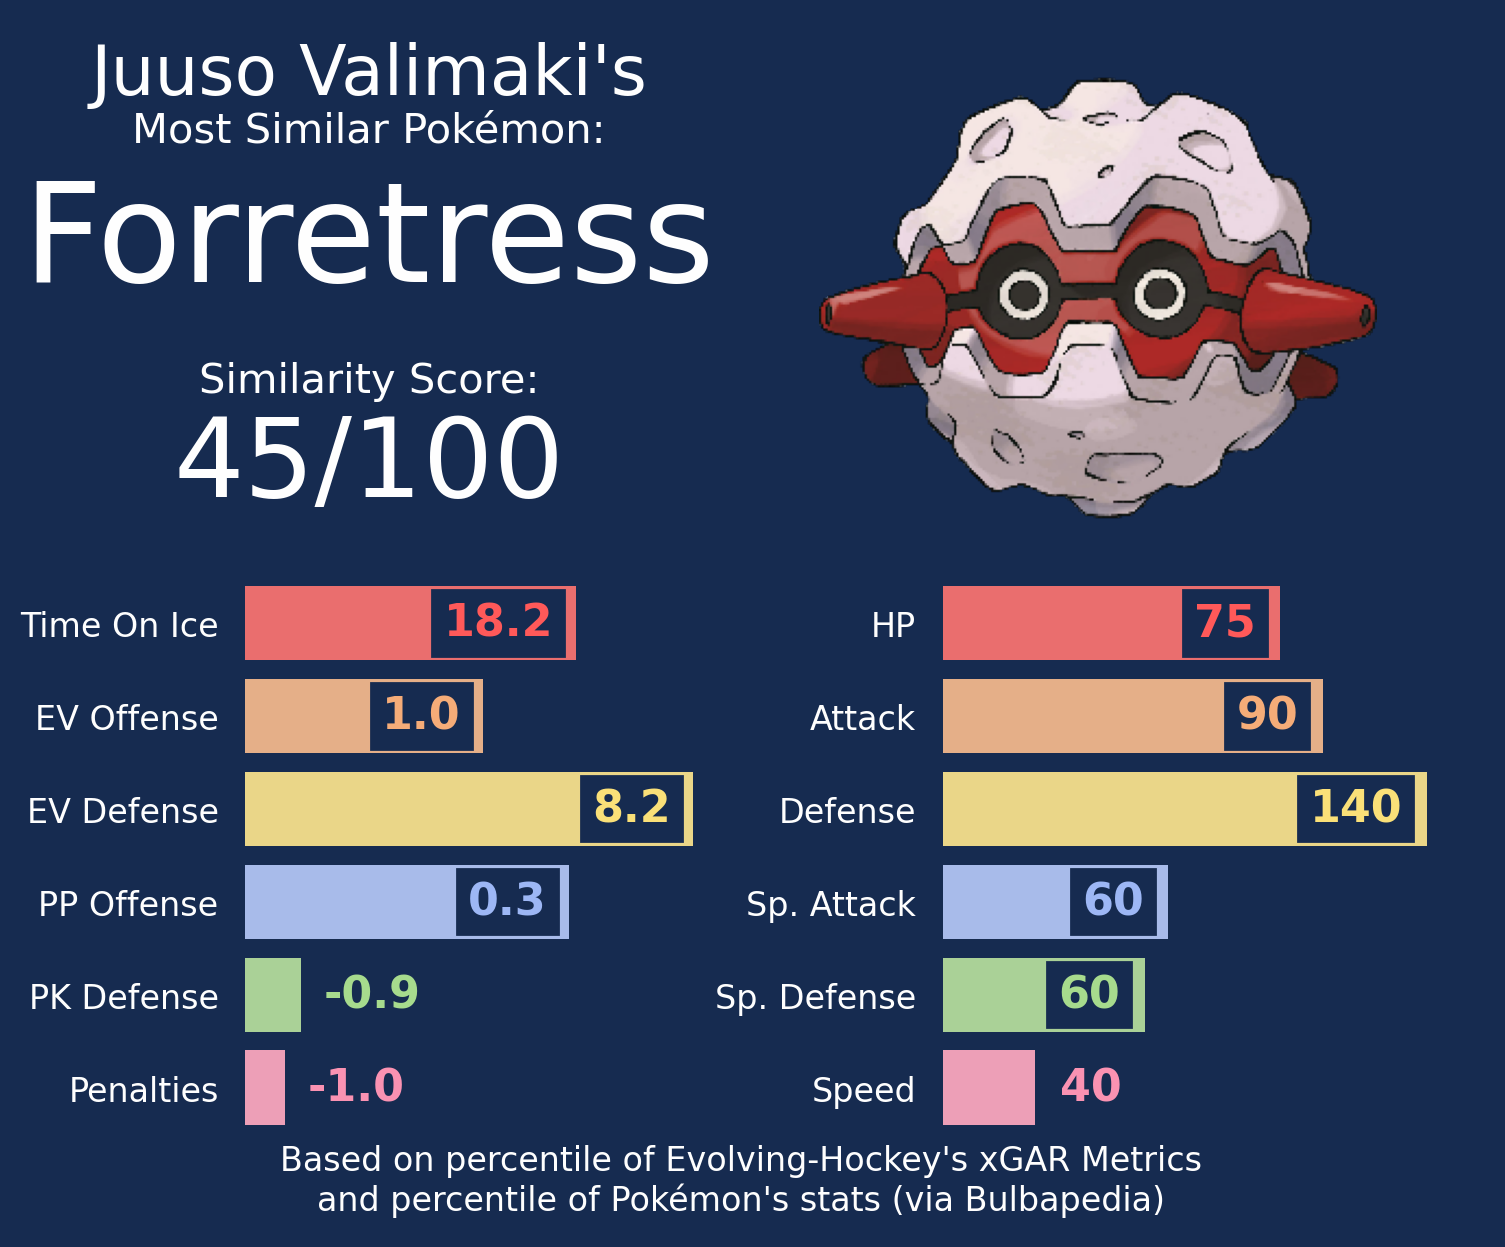 Juuso Valimaki's
Most Similar Pokémon:
Forretress
Similarity Score:
45/100
Time On Ice 18.2
EV Offense 1.0
EV Defense 8.2
PP Offense 0.3
PK Defense -0.9
Penalties -1.0
HP 75
Attack 90
Defense 140
Sp. Attack 60
Sp. Defense 60
Speed 40
Based on percentile of Evolving-Hockey's xGAR Metrics
and percentile of Pokémon's stats (via Bulbapedia)